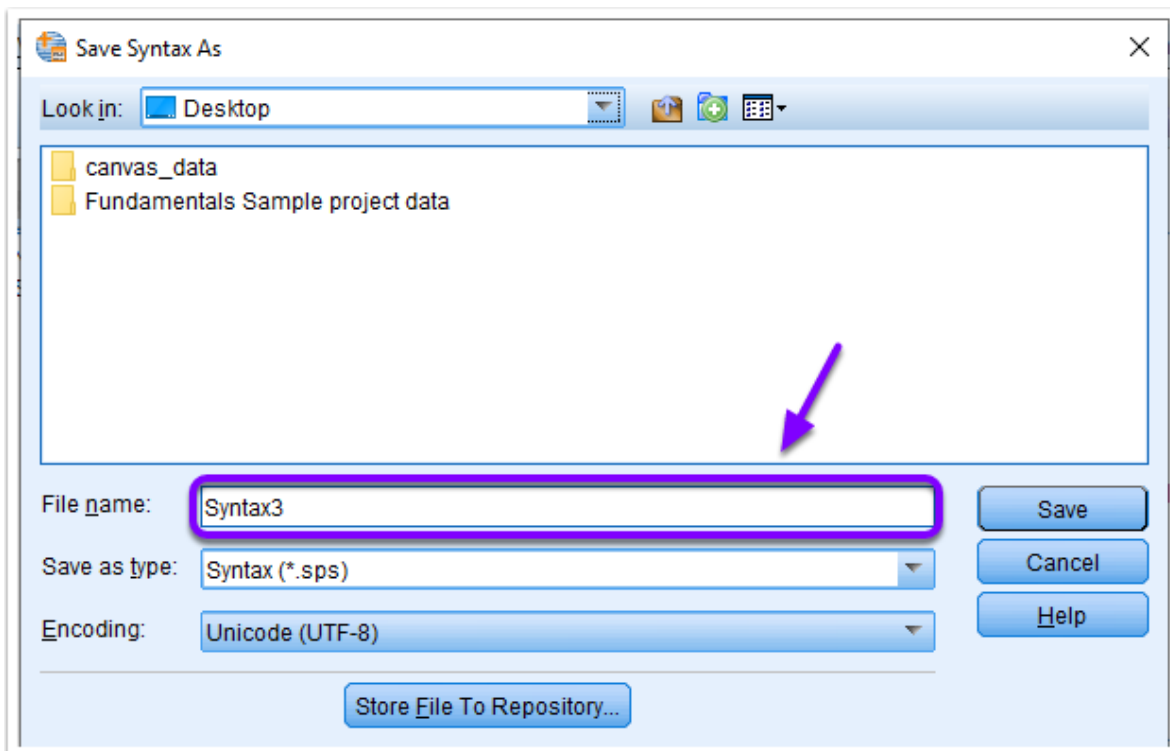 Save Syntax As
Look in: Desktop
canvas_data
Fundamentals Sample project data
File name: Syntax3 Save
Save as type: Syntax (*.sps) Cancel
Encoding: Unicode (UTF-8) Help
Store File To Repository...